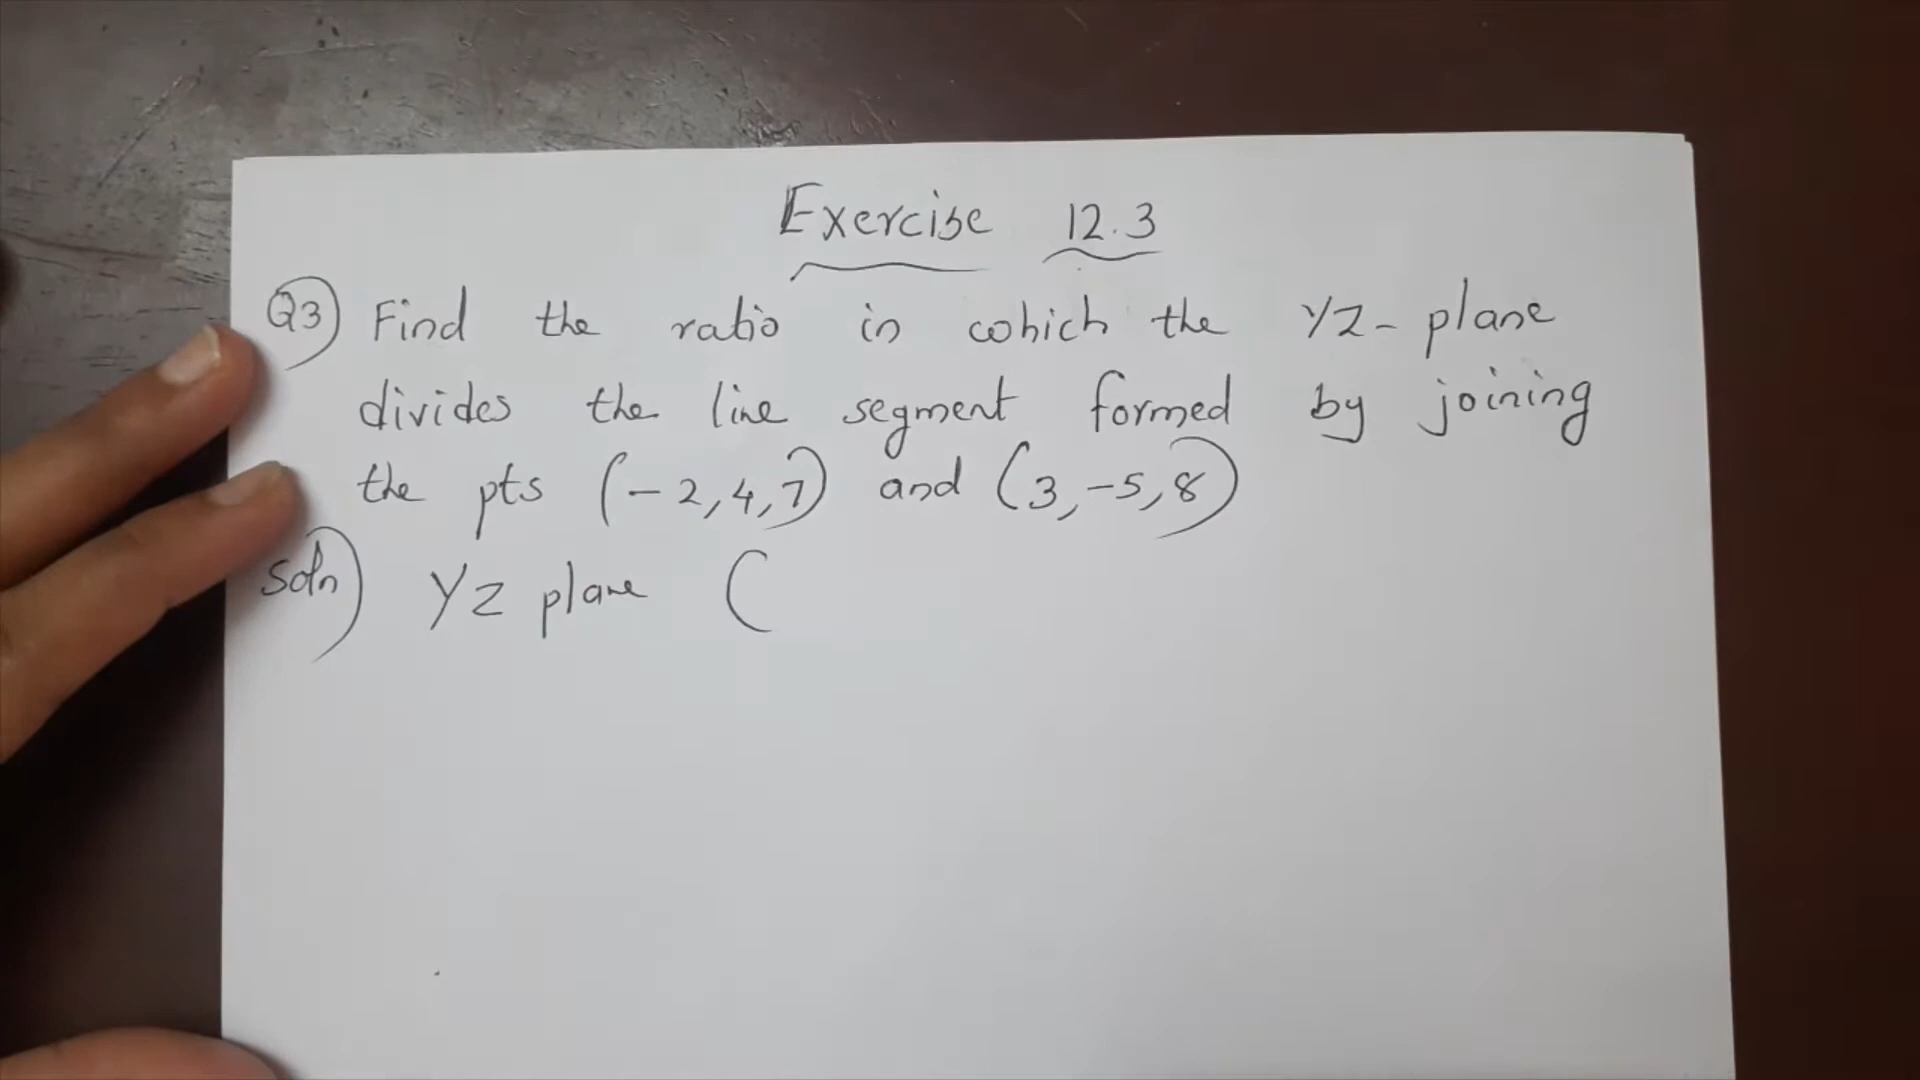 Exercise 12.3
Q3) Find the ratio in which the YZ- plane
divides the line segment formed by joining
the pts (-2,4,7) and (3,-5,8)
Soln) YZ plane (